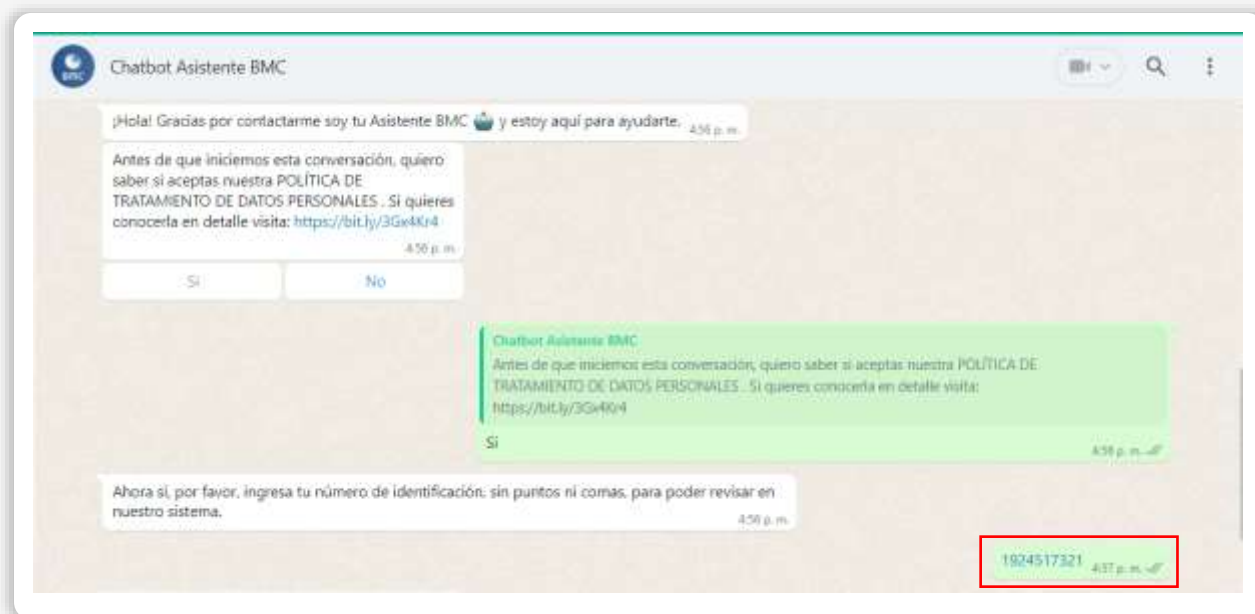 BMC
Chatbot Asistente BMC
¡Hola! Gracias por contactarme soy tu Asistente BMC y estoy aquí para ayudarte. 4:56 p. m.
Antes de que iniciemos esta conversación, quiero
saber si aceptas nuestra POLÍTICA DE
TRATAMIENTO DE DATOS PERSONALES . Si quieres
conocerla en detalle visita: https://bit.ly/3Gx4Kr4
4:56 p. m.
Si No
Chatbot Asistente BMC
Antes de que iniciemos esta conversación, quiero saber si aceptas nuestra POLÍTICA DE
TRATAMIENTO DE DATOS PERSONALES . Si quieres conocerla en detalle visita:
https://bit.ly/3Gx4Kr4
Si
4:56 p. m.
Ahora si, por favor, ingresa tu número de identificación, sin puntos ni comas, para poder revisar en
nuestro sistema.
4:56 p. m.
1924517321 4:57 p. m.